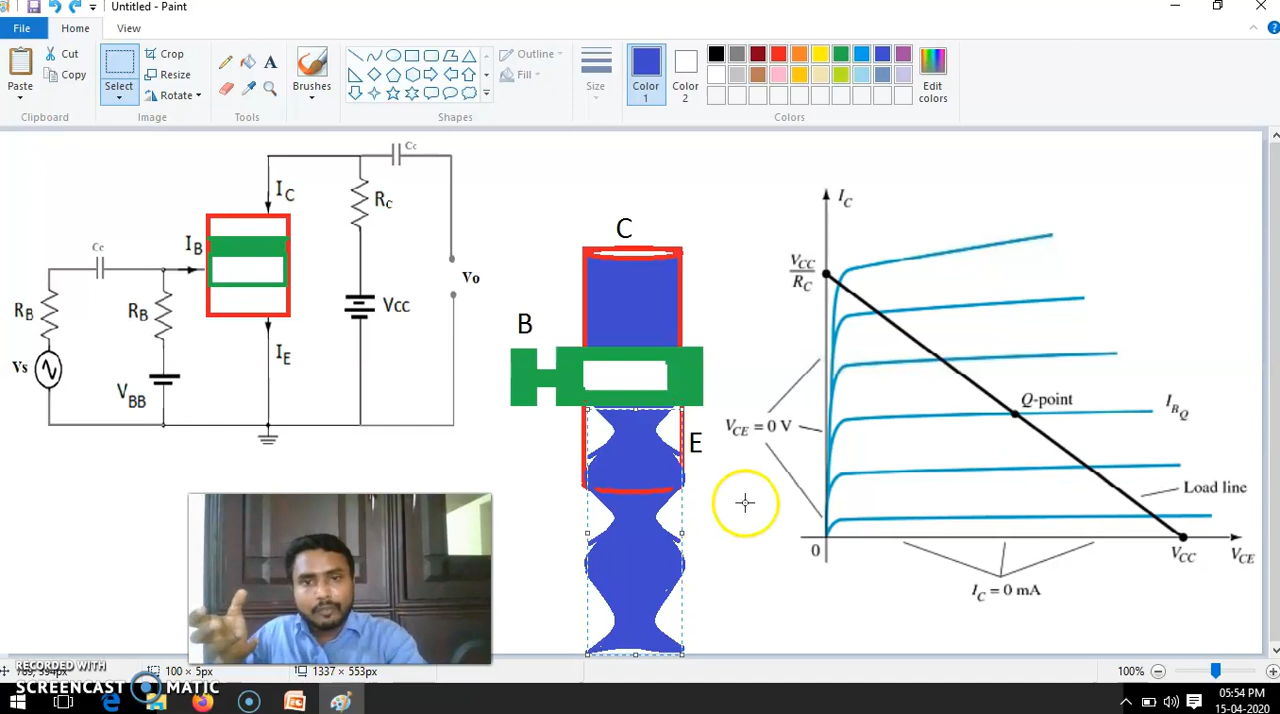 Untitled - Paint
File Home View
Paste
Cut
Copy
Clipboard
Select
Crop
Resize
Rotate
Image
Tools
Brushes
Shapes
Outline
Fill
Size
Color 1
Color 2
Edit colors
Colors
Cc
IC
Rc
IB
Cc
RB
RB
Vo
VCC
IE
Vs
VBB
C
B
E
IC
VCC
RC
Q-point
IBQ
VCE = 0 V
Load line
0
VCC
VCE
IC = 0 mA
RECORDED WITH
SCREENCAST MATIC
100 × 5px
1337 × 553px
100%
05:54 PM
15-04-2020